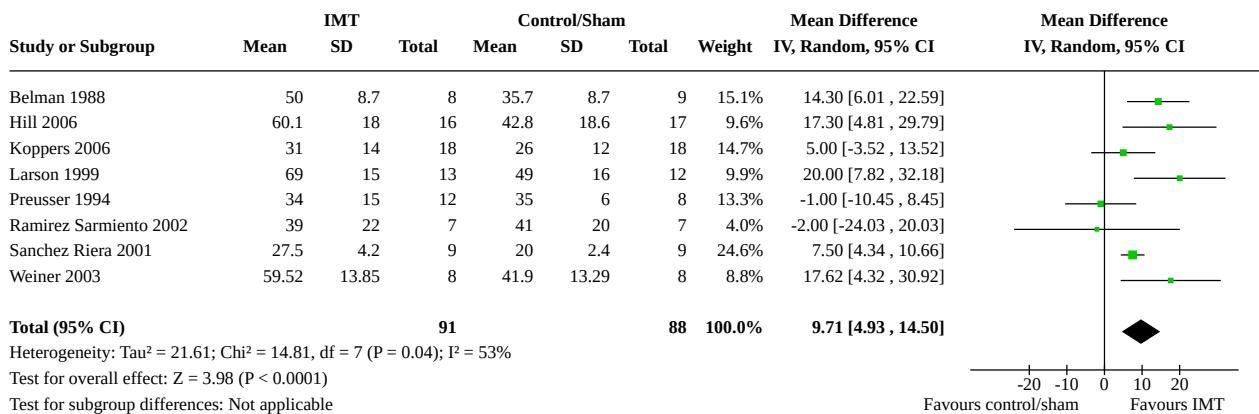 IMT Control/Sham Mean Difference Mean Difference
Study or Subgroup Mean SD Total Mean SD Total Weight IV, Random, 95% CI IV, Random, 95% CI
Belman 1988 50 8.7 8 35.7 8.7 9 15.1% 14.30 [6.01 , 22.59]
Hill 2006 60.1 18 16 42.8 18.6 17 9.6% 17.30 [4.81 , 29.79]
Koppers 2006 31 14 18 26 12 18 14.7% 5.00 [-3.52 , 13.52]
Larson 1999 69 15 13 49 16 12 9.9% 20.00 [7.82 , 32.18]
Preusser 1994 34 15 12 35 6 8 13.3% -1.00 [-10.45 , 8.45]
Ramirez Sarmiento 2002 39 22 7 41 20 7 4.0% -2.00 [-24.03 , 20.03]
Sanchez Riera 2001 27.5 4.2 9 20 2.4 9 24.6% 7.50 [4.34 , 10.66]
Weiner 2003 59.52 13.85 8 41.9 13.29 8 8.8% 17.62 [4.32 , 30.92]
Total (95% CI) 91 88 100.0% 9.71 [4.93 , 14.50]
Heterogeneity: Tau² = 21.61; Chi² = 14.81, df = 7 (P = 0.04); I² = 53%
Test for overall effect: Z = 3.98 (P < 0.0001) -20 -10 0 10 20
Test for subgroup differences: Not applicable Favours control/sham Favours IMT